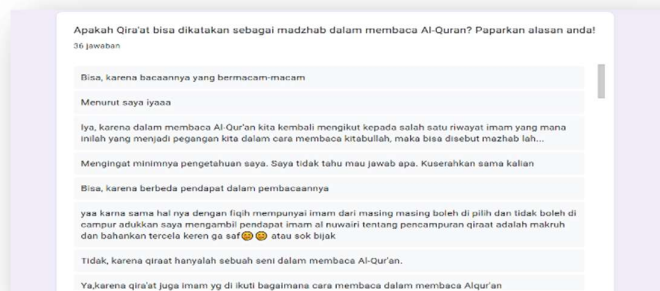 Apakah Qira'at bisa dikatakan sebagai madzhab dalam membaca Al-Quran? Paparkan alasan anda!
36 jawaban
Bisa, karena bacaannya yang bermacam-macam
Menurut saya iyaaa
Iya, karena dalam membaca Al-Qur'an kita kembali mengikut kepada salah satu riwayat imam yang mana
inilah yang menjadi pegangan kita dalam cara membaca kitabullah, maka bisa disebut mazhab lah...
Mengingat minimnya pengetahuan saya. Saya tidak tahu mau jawab apa. Kuserahkan sama kalian
Bisa, karena berbeda pendapat dalam pembacaannya
yaa karna sama hal nya dengan fiqih mempunyai imam dari masing masing boleh di pilih dan tidak boleh di
campur adukkan saya mengambil pendapat imam al nuwairi tentang pencampuran qiraat adalah makruh
dan bahankan tercela keren ga saf😆😆 atau sok bijak
Tidak, karena qiraat hanyalah sebuah seni dalam membaca Al-Qur'an.
Ya,karena qira'at juga imam yg di ikuti bagaimana cara membaca dalam membaca Alqur'an